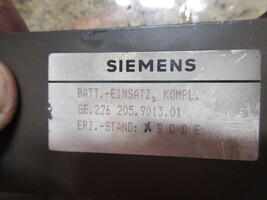 SIEMENS
BATT.-EINSATZ, KOMPL.
GE.226 205.9013.01
ERZ.-STAND: X B C D E